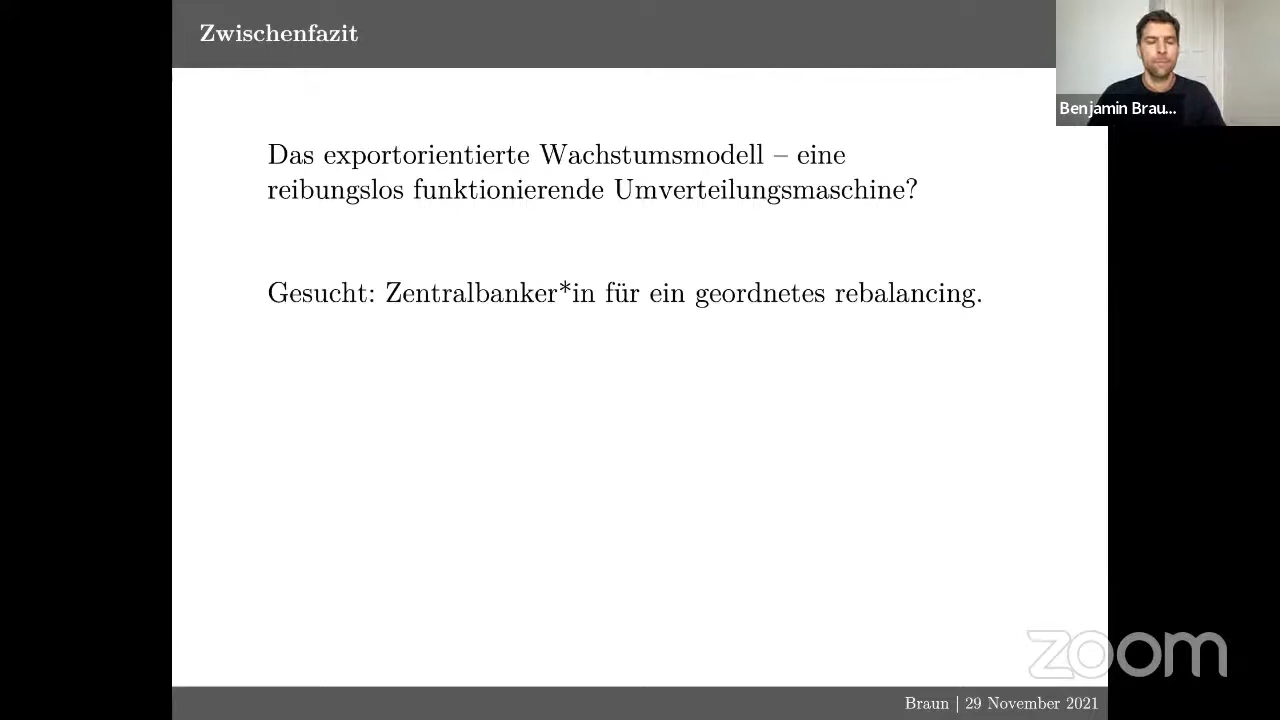 Zwischenfazit
Benjamin Brau...
Das exportorientierte Wachstumsmodell – eine
reibungslos funktionierende Umverteilungsmaschine?
Gesucht: Zentralbanker*in für ein geordnetes rebalancing.
zoom
Braun | 29 November 2021